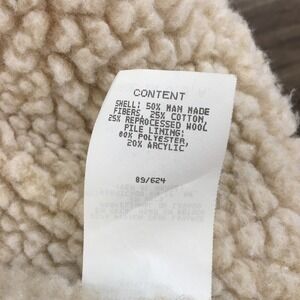 CONTENT
SHELL: 50% MAN MADE
FIBERS, 25% COTTON,
25% REPROCESSED WOOL
PILE LINING:
80% POLYESTER,
20% ARCYLIC
89/624